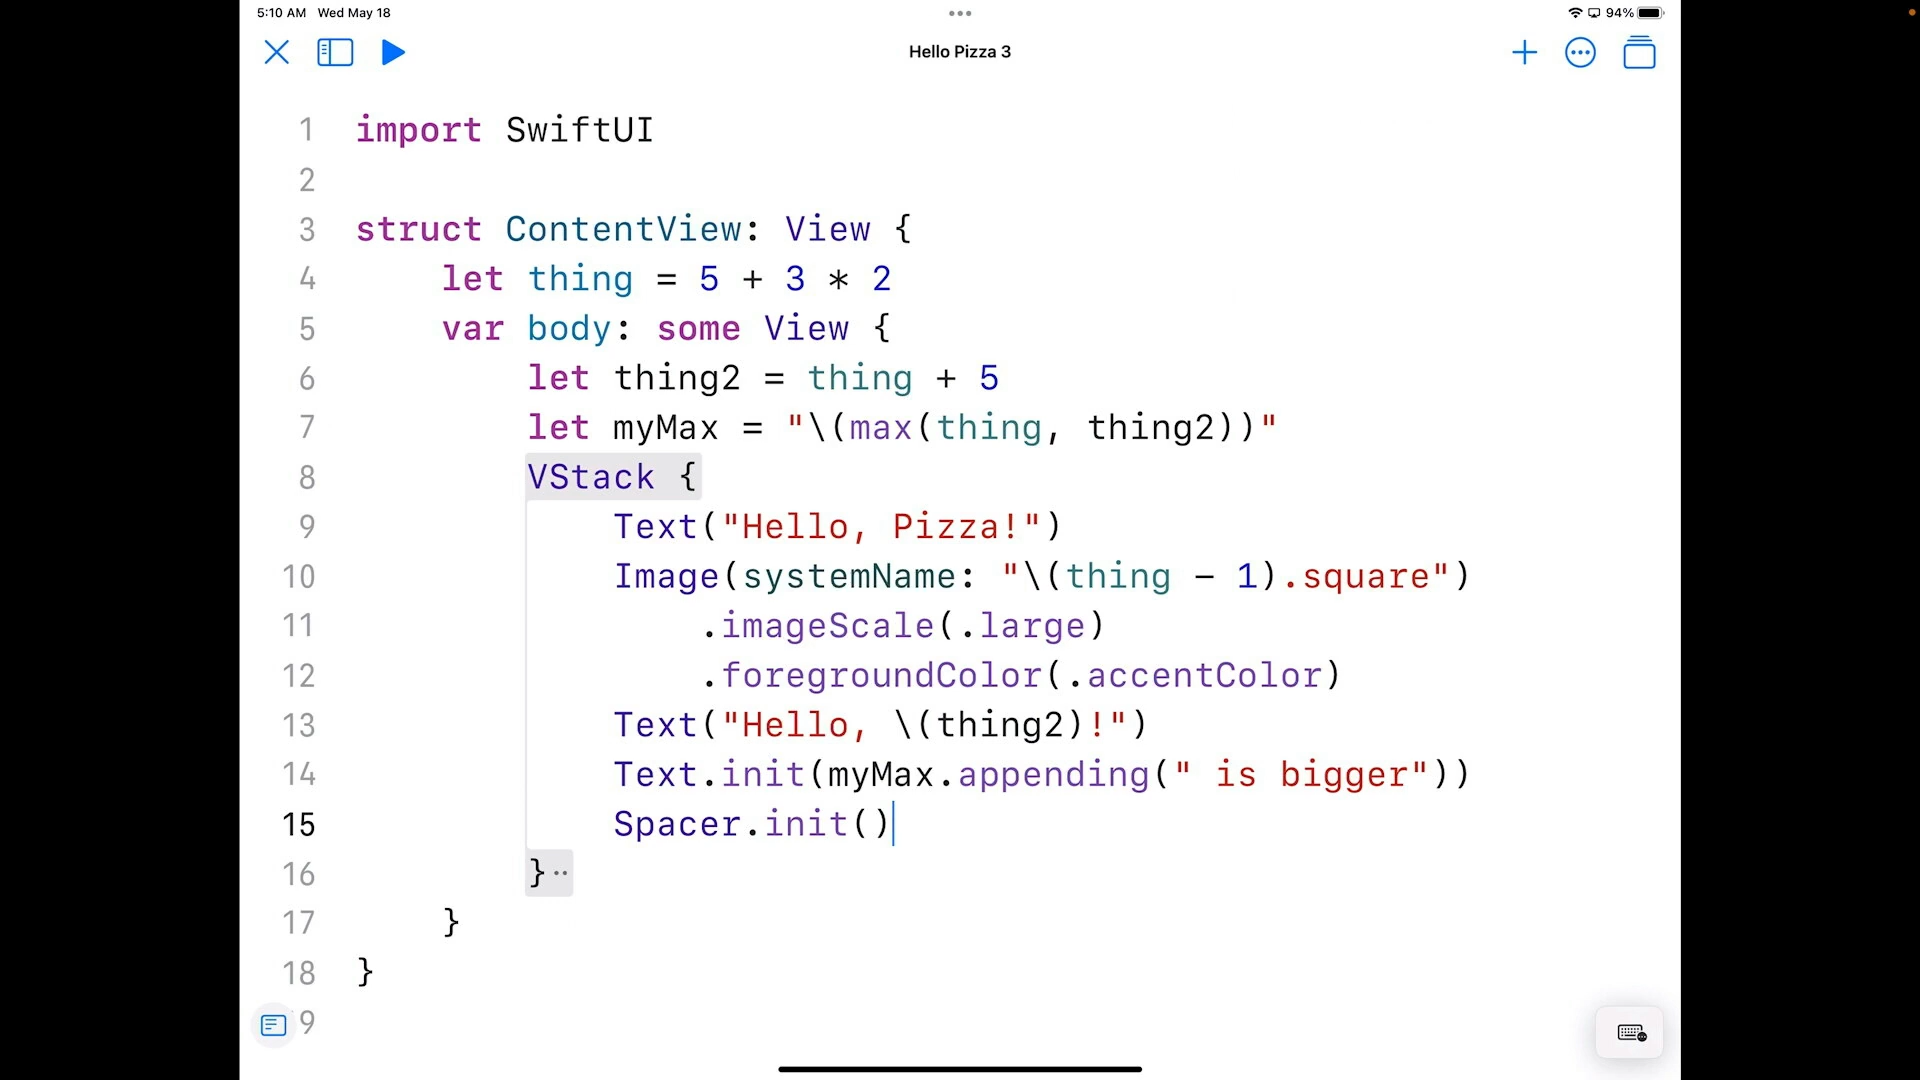 5:10 AM Wed May 18
94%
Hello Pizza 3
1 import SwiftUI
2
3 struct ContentView: View {
4 let thing = 5 + 3 * 2
5 var body: some View {
6 let thing2 = thing + 5
7 let myMax = "\(max(thing, thing2))"
8 VStack {
9 Text("Hello, Pizza!")
10 Image(systemName: "\(thing - 1).square")
11 .imageScale(.large)
12 .foregroundColor(.accentColor)
13 Text("Hello, \(thing2)!")
14 Text.init(myMax.appending(" is bigger"))
15 Spacer.init()
16 }
17 }
18 }
9